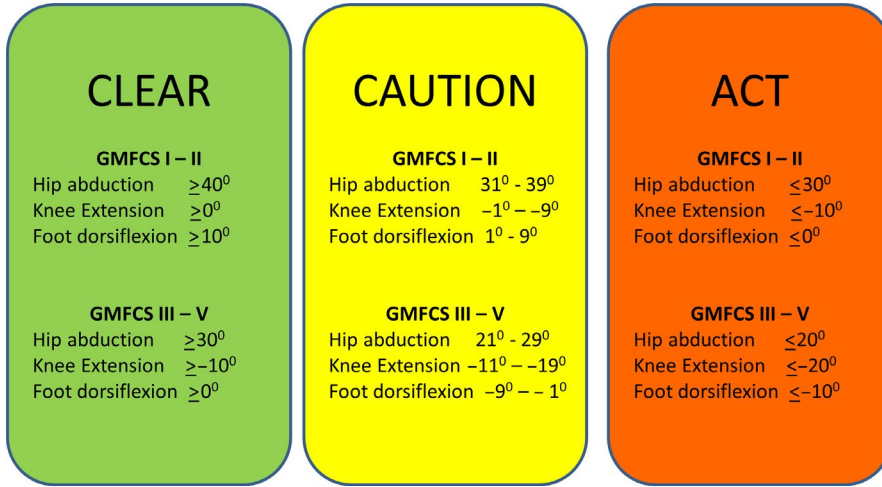 CLEAR
GMFCS I – II
Hip abduction ≥40⁰
Knee Extension ≥0⁰
Foot dorsiflexion ≥10⁰
GMFCS III – V
Hip abduction ≥30⁰
Knee Extension ≥–10⁰
Foot dorsiflexion ≥0⁰
CAUTION
GMFCS I – II
Hip abduction 31⁰ - 39⁰
Knee Extension –1⁰ – –9⁰
Foot dorsiflexion 1⁰ - 9⁰
GMFCS III – V
Hip abduction 21⁰ - 29⁰
Knee Extension –11⁰ – –19⁰
Foot dorsiflexion –9⁰ – – 1⁰
ACT
GMFCS I – II
Hip abduction ≤30⁰
Knee Extension ≤–10⁰
Foot dorsiflexion ≤0⁰
GMFCS III – V
Hip abduction ≤20⁰
Knee Extension ≤–20⁰
Foot dorsiflexion ≤–10⁰